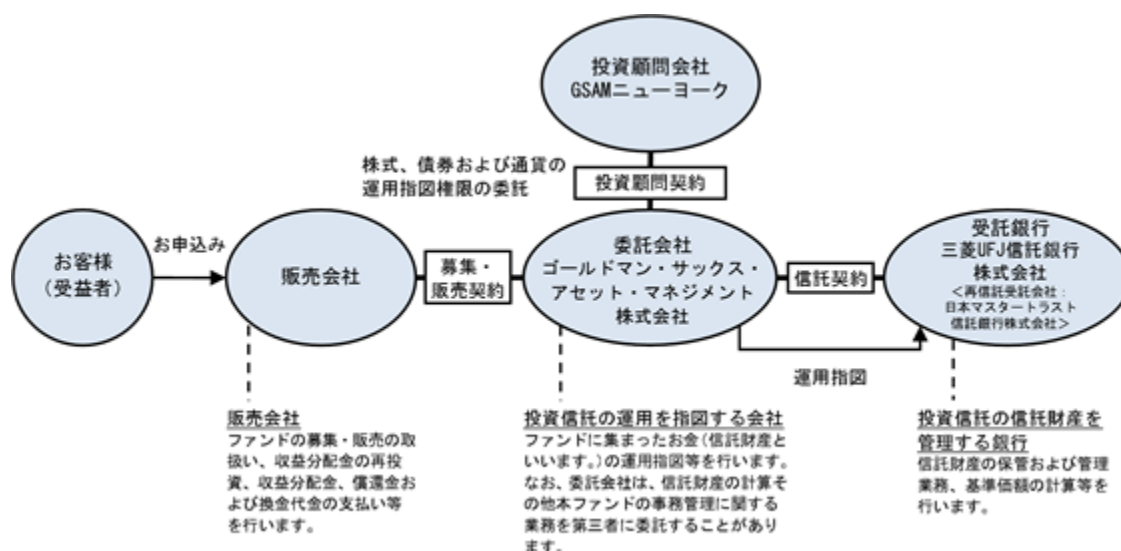 投資顧問会社
GSAMニューヨーク
株式、債券および通貨の
運用指図権限の委託
投資顧問契約
お客様
(受益者)
お申込み
販売会社
募集・
販売契約
委託会社
ゴールドマン・サックス・
アセット・マネジメント
株式会社
信託契約
受託銀行
三菱UFJ信託銀行
株式会社
<再信託受託会社:
日本マスタートラスト
信託銀行株式会社>
運用指図
販売会社
ファンドの募集・販売の取
扱い、収益分配金の再投
資、収益分配金、償還金お
よび換金代金の支払い等
を行います。
投資信託の運用を指図する会社
ファンドに集まったお金(信託財産と
いいます。)の運用指図等を行います。
なお、委託会社は、信託財産の計算そ
の他本ファンドの事務管理に関する
業務を第三者に委託することがあり
ます。
投資信託の信託財産を
管理する銀行
信託財産の保管および管理
業務、基準価額の計算等を
行います。